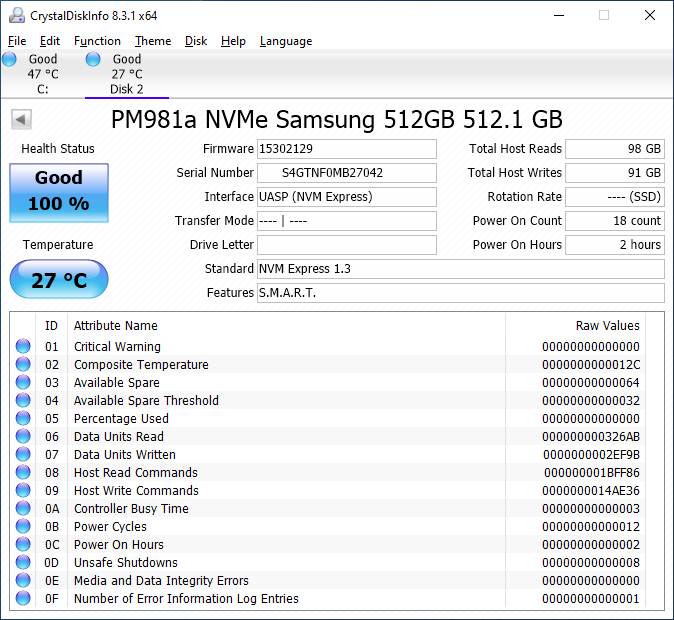 CrystalDiskInfo 8.3.1 x64
File Edit Function Theme Disk Help Language
Good Good
47 °C 27 °C
C: Disk 2
PM981a NVMe Samsung 512GB 512.1 GB
Health Status
Good
100 %
Temperature
27 °C
Firmware 15302129 Total Host Reads 98 GB
Serial Number S4GTNF0MB27042 Total Host Writes 91 GB
Interface UASP (NVM Express) Rotation Rate ---- (SSD)
Transfer Mode ---- | ---- Power On Count 18 count
Drive Letter Power On Hours 2 hours
Standard NVM Express 1.3
Features S.M.A.R.T.
ID Attribute Name Raw Values
01 Critical Warning 00000000000000
02 Composite Temperature 0000000000012C
03 Available Spare 00000000000064
04 Available Spare Threshold 00000000000032
05 Percentage Used 00000000000000
06 Data Units Read 000000000326AB
07 Data Units Written 000000002EF9B
08 Host Read Commands 000000001BFF86
09 Host Write Commands 0000000014AE36
0A Controller Busy Time 00000000000003
0B Power Cycles 00000000000012
0C Power On Hours 00000000000002
0D Unsafe Shutdowns 00000000000008
0E Media and Data Integrity Errors 00000000000000
0F Number of Error Information Log Entries 00000000000001